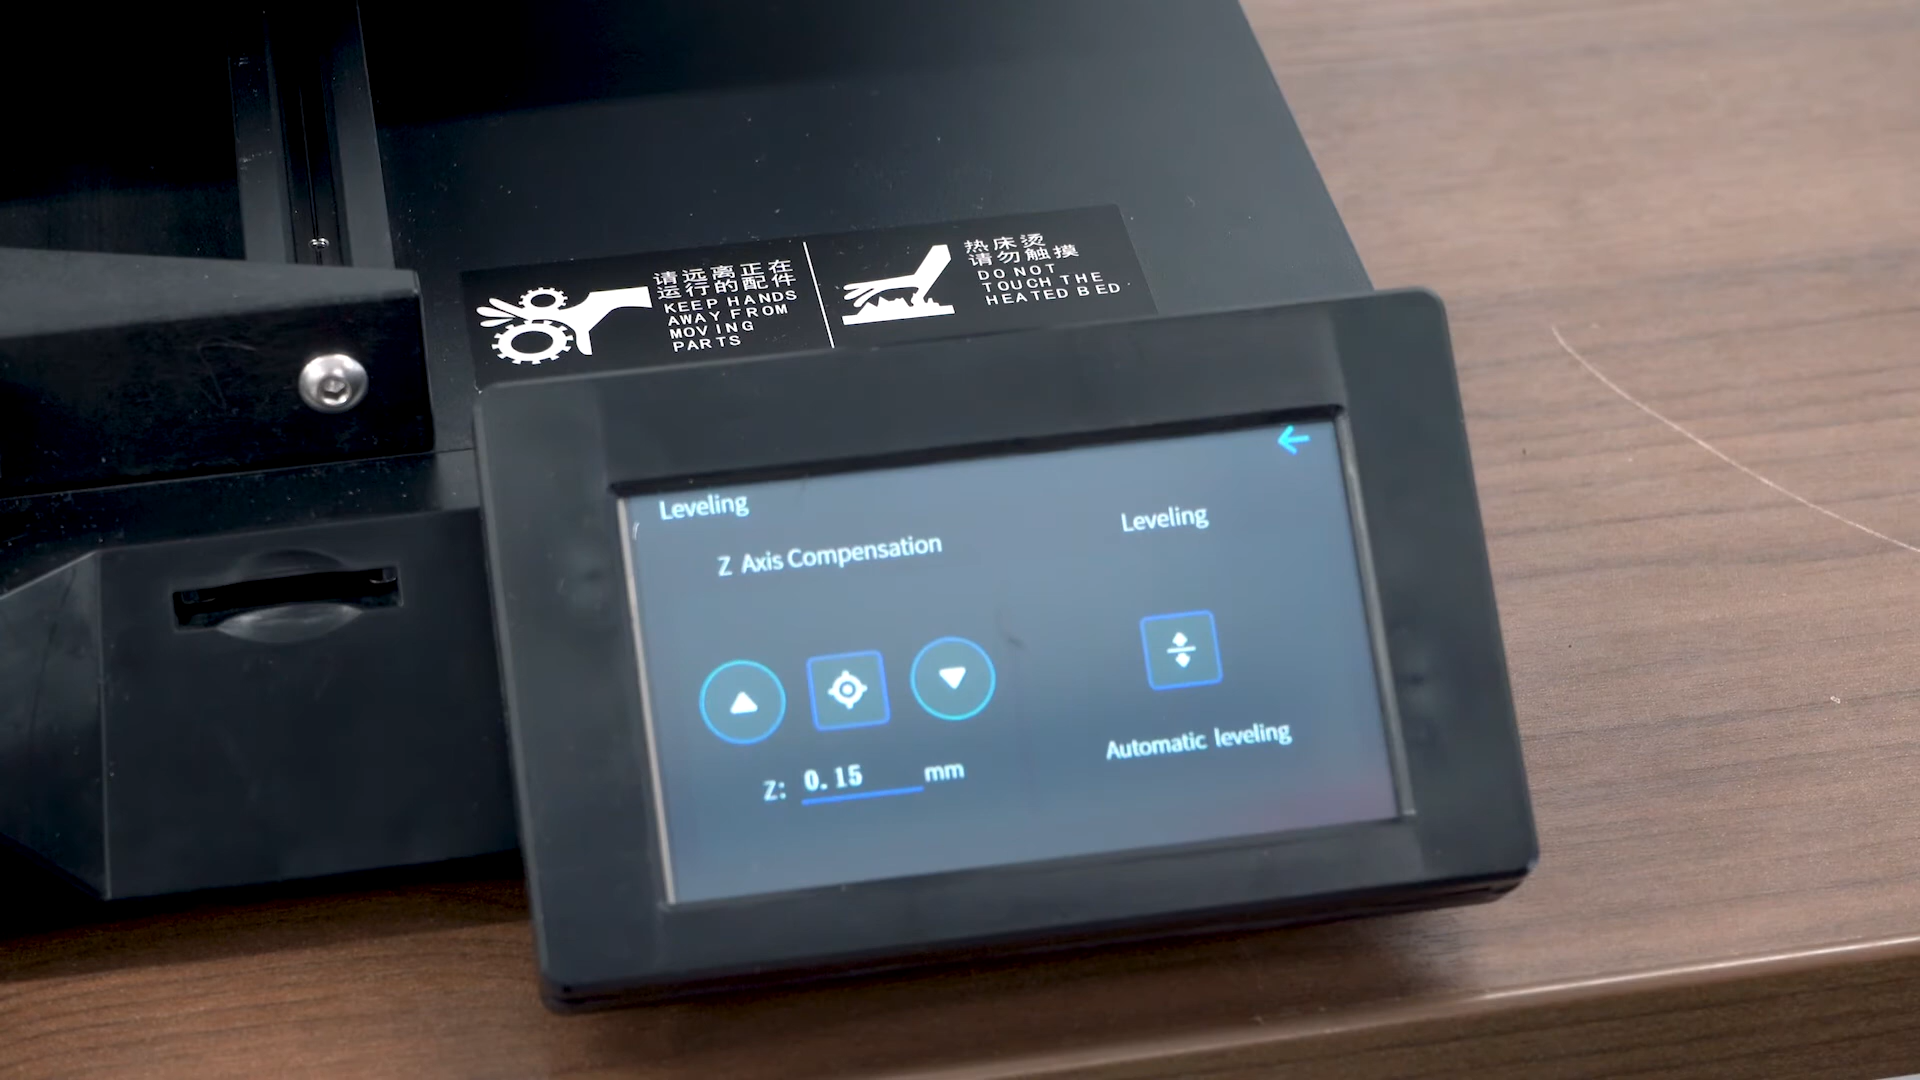 请远离正在
运行的配件
KEEP HANDS
AWAY FROM
MOVING
PARTS
热床烫
请勿触摸
DO NOT
TOUCH THE
HEATED BED
Leveling
Z Axis Compensation
Z: 0.15 mm
Leveling
Automatic leveling